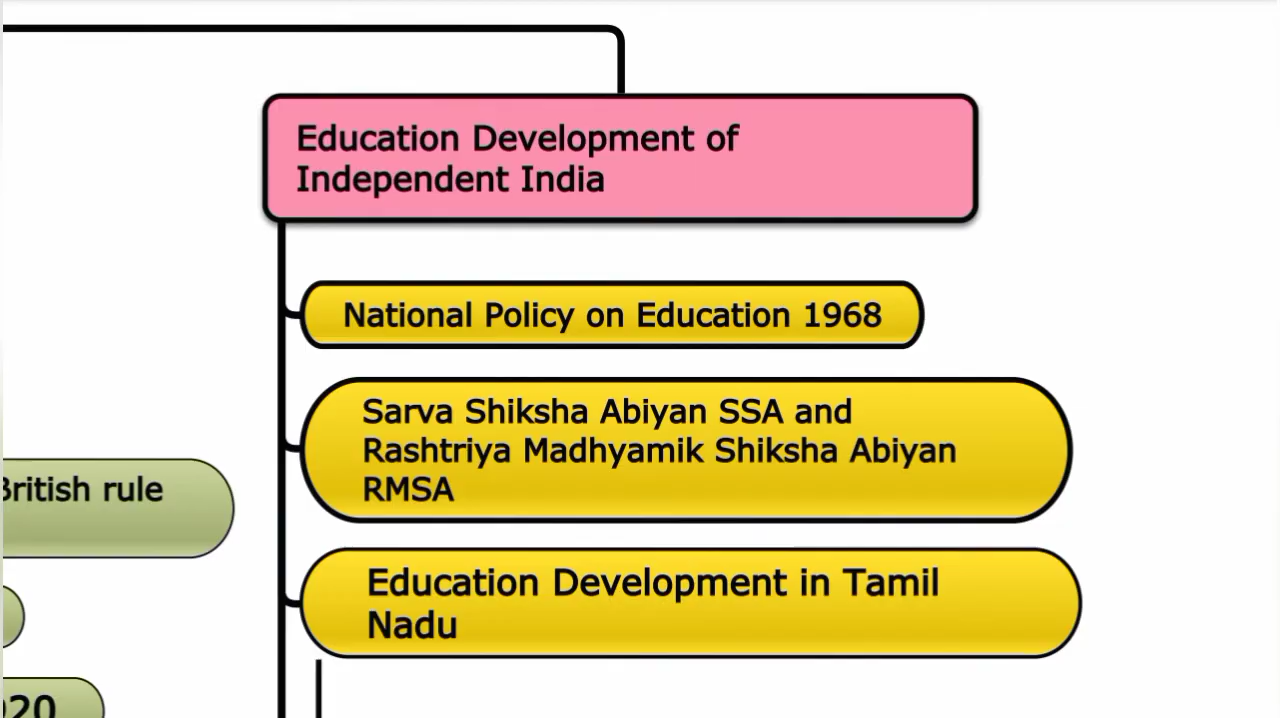 Education Development of
Independent India
National Policy on Education 1968
Sarva Shiksha Abiyan SSA and
Rashtriya Madhyamik Shiksha Abiyan
RMSA
British rule
Education Development in Tamil
Nadu
020